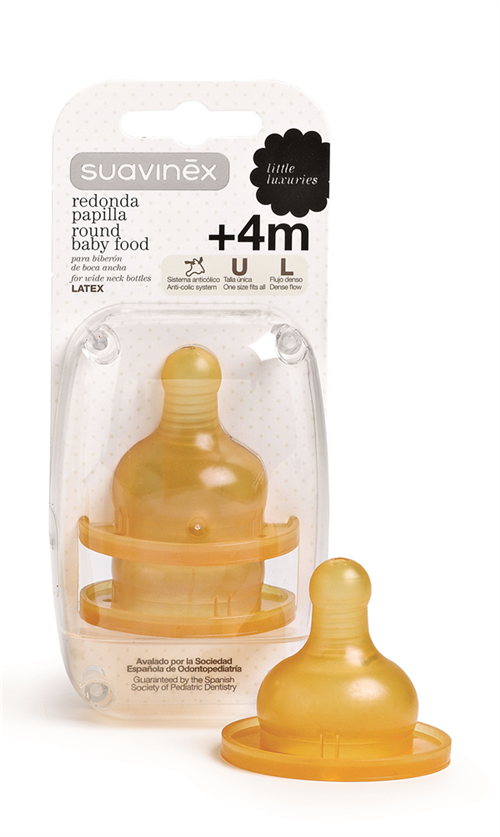 suavinēx
little
luxuries
redonda
papilla
round
baby food
+4m
para biberón
de boca ancha
for wide neck bottles
LATEX
Sistema anticólico
Anti-colic system
U
Talla única
One size fits all
L
Flujo denso
Dense flow
Avalado por la Sociedad
Española de Odontopediatría
Guaranteed by the Spanish
Society of Pediatric Dentistry